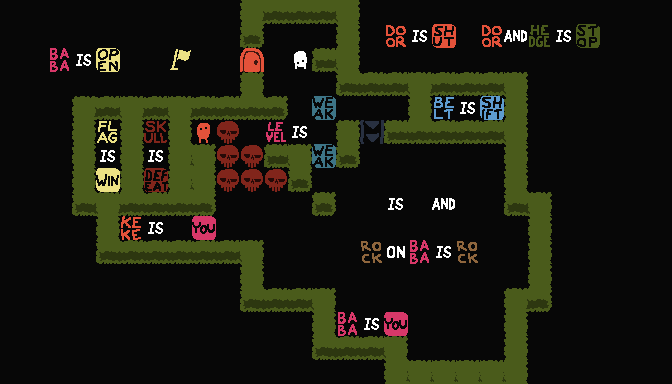 DOOR IS SHUT DOOR AND HEDGE IS STOP
BABA IS OPEN
WEAK
BELT IS SHIFT
FLAG IS WIN
SKULL IS DEFEAT
LEVEL IS
WEAK
IS AND
KEKE IS YOU
ROCK ON BABA IS ROCK
BABA IS YOU